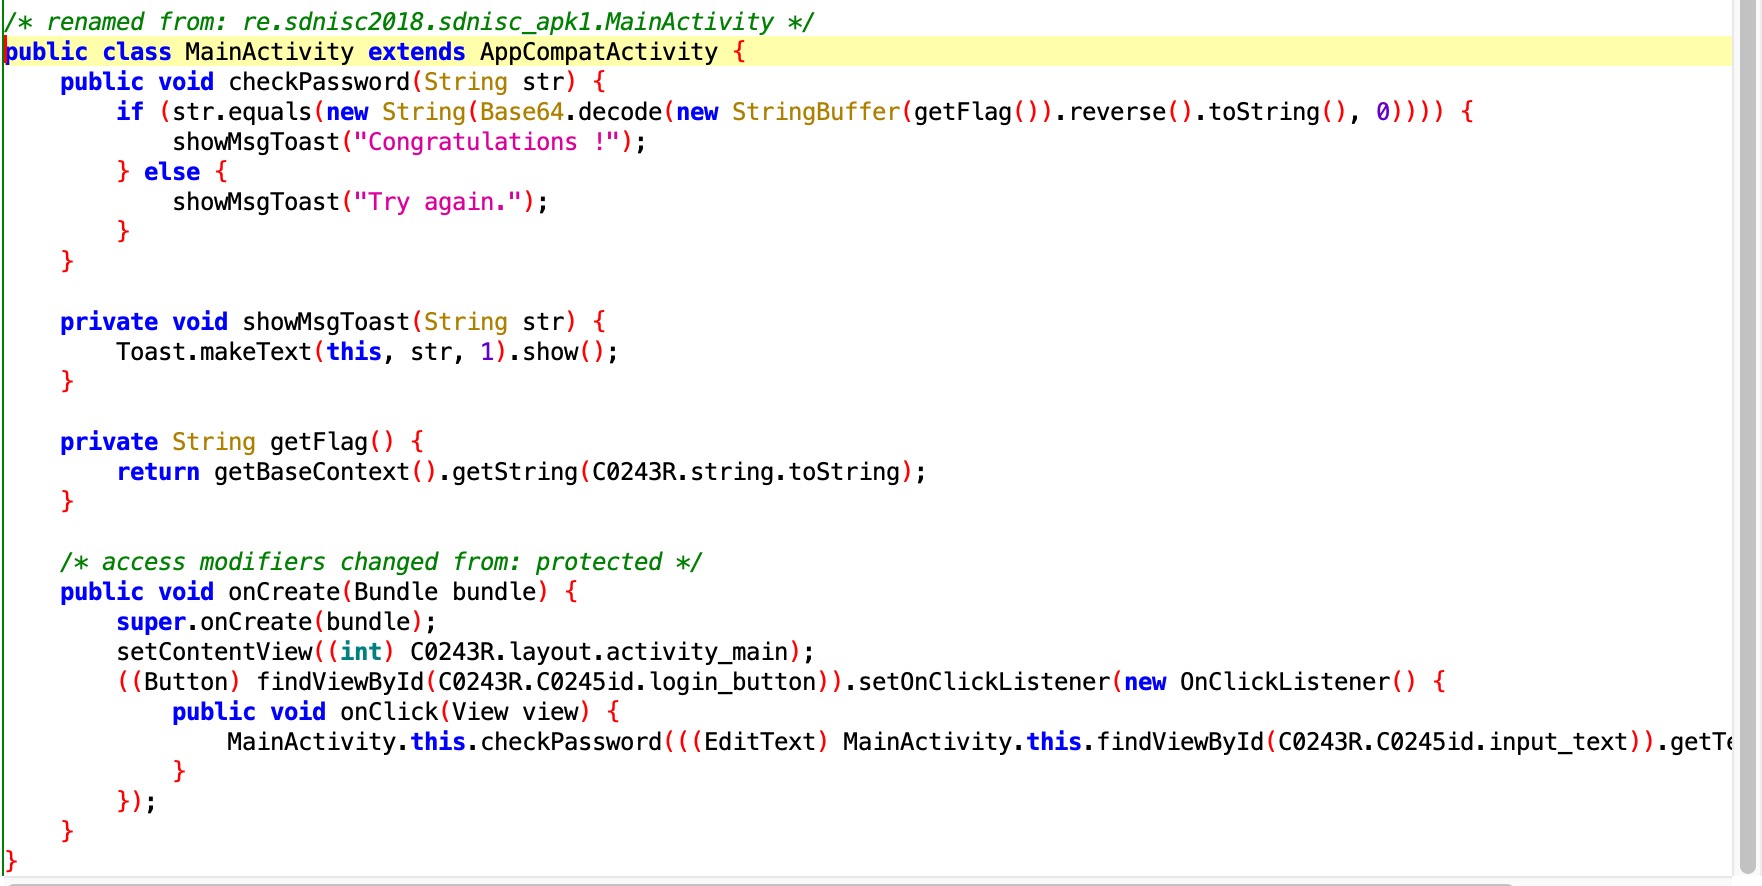 /* renamed from: re.sdnisc2018.sdnisc_apk1.MainActivity */
public class MainActivity extends AppCompatActivity {
    public void checkPassword(String str) {
        if (str.equals(new String(Base64.decode(new StringBuffer(getFlag()).reverse().toString(), 0)))) {
            showMsgToast("Congratulations !");
        } else {
            showMsgToast("Try again.");
        }
    }

    private void showMsgToast(String str) {
        Toast.makeText(this, str, 1).show();
    }

    private String getFlag() {
        return getBaseContext().getString(C0243R.string.toString);
    }

    /* access modifiers changed from: protected */
    public void onCreate(Bundle bundle) {
        super.onCreate(bundle);
        setContentView((int) C0243R.layout.activity_main);
        ((Button) findViewById(C0243R.C0245id.login_button)).setOnClickListener(new OnClickListener() {
            public void onClick(View view) {
                MainActivity.this.checkPassword(((EditText) MainActivity.this.findViewById(C0243R.C0245id.input_text)).getTe
            }
        });
    }
}